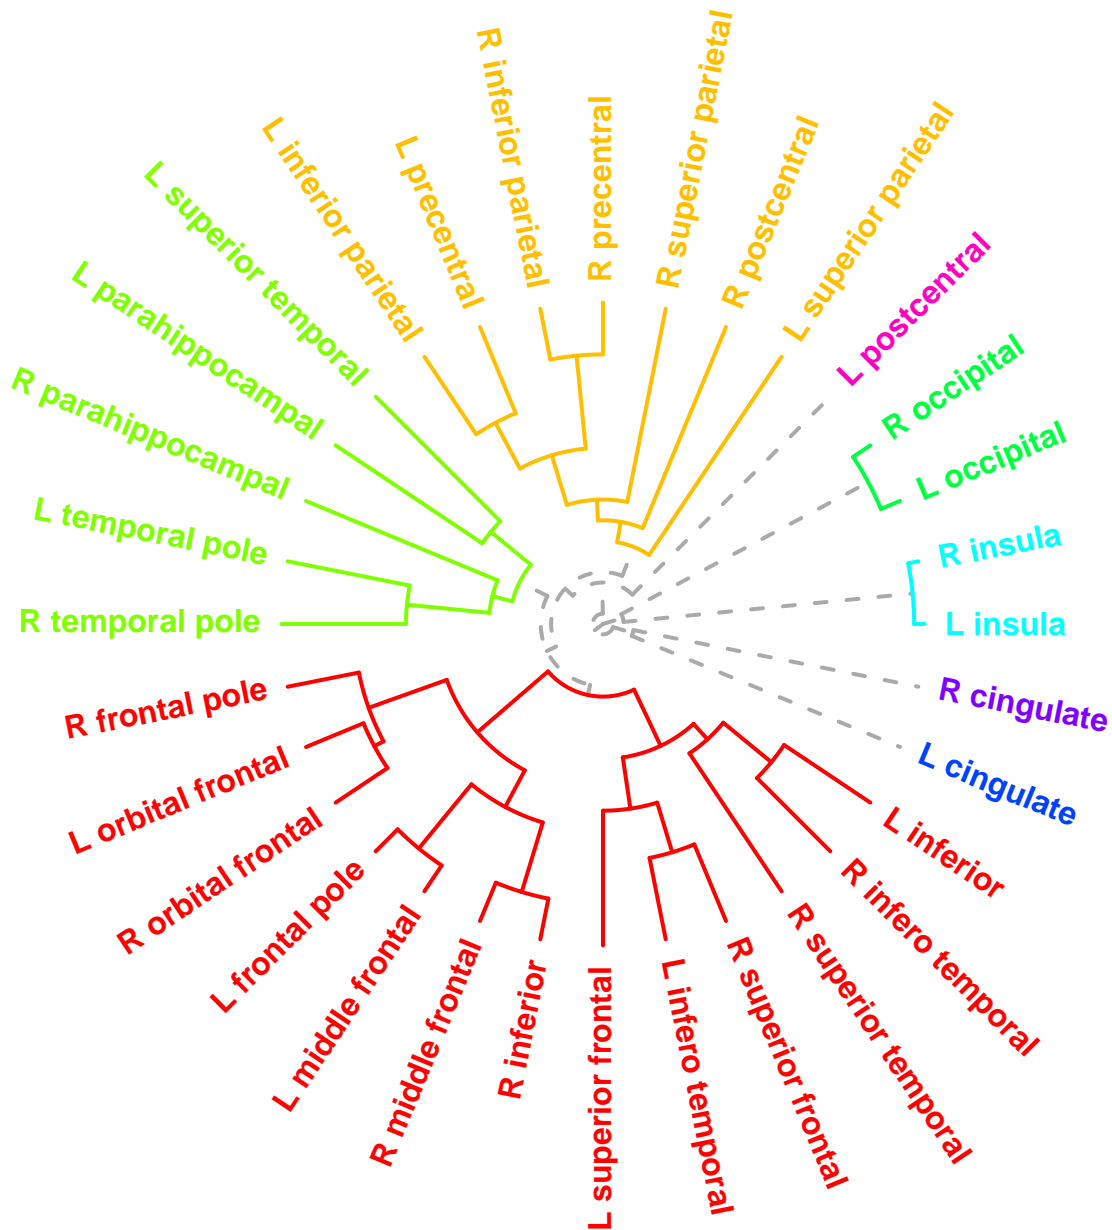 R inferior parietal
R precentral
R superior parietal
L precentral
R postcentral
L inferior parietal
L superior parietal
L superior temporal
L postcentral
L parahippocampal
R occipital
R parahippocampal
L occipital
L temporal pole
R insula
R temporal pole
L insula
R frontal pole
R cingulate
L orbital frontal
L cingulate
R orbital frontal
L inferior
L frontal pole
R infero temporal
L middle frontal
R superior temporal
R middle frontal
R superior frontal
R inferior
L infero temporal
L superior frontal